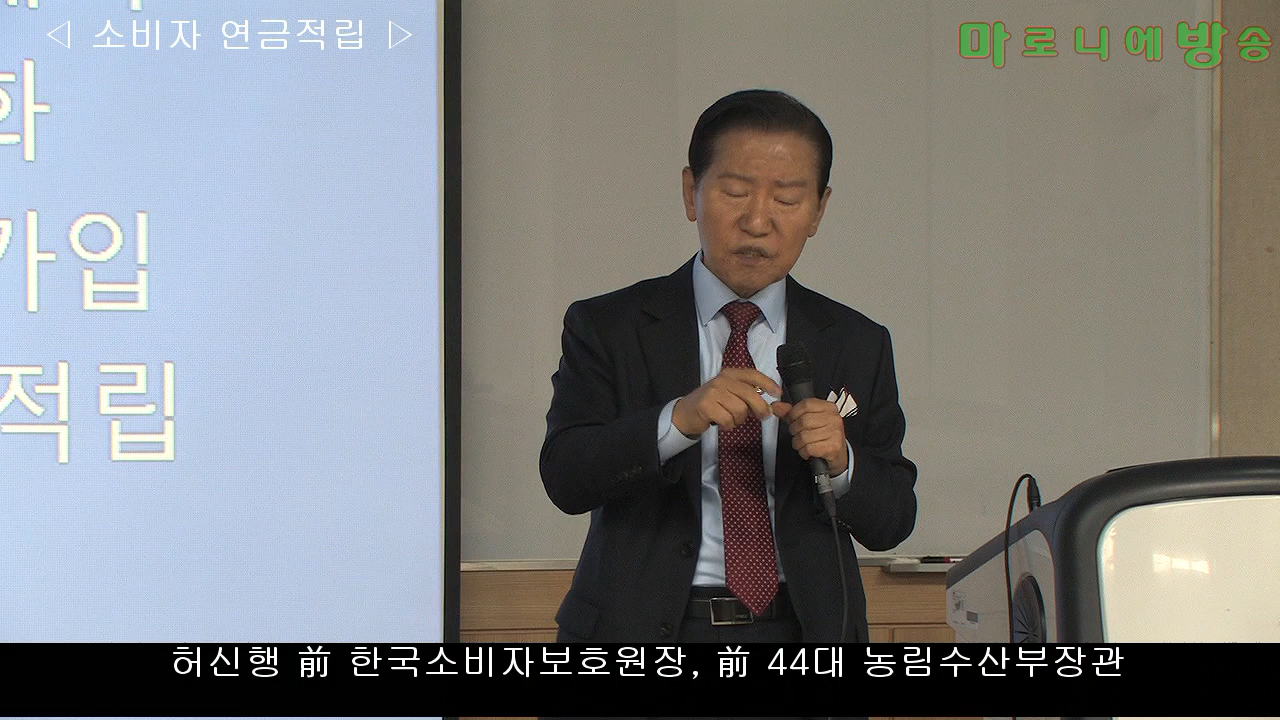 ◁ 소비자 연금적립 ▷
마로니에방송
화
가입
적립
허신행 前 한국소비자보호원장, 前 44대 농림수산부장관